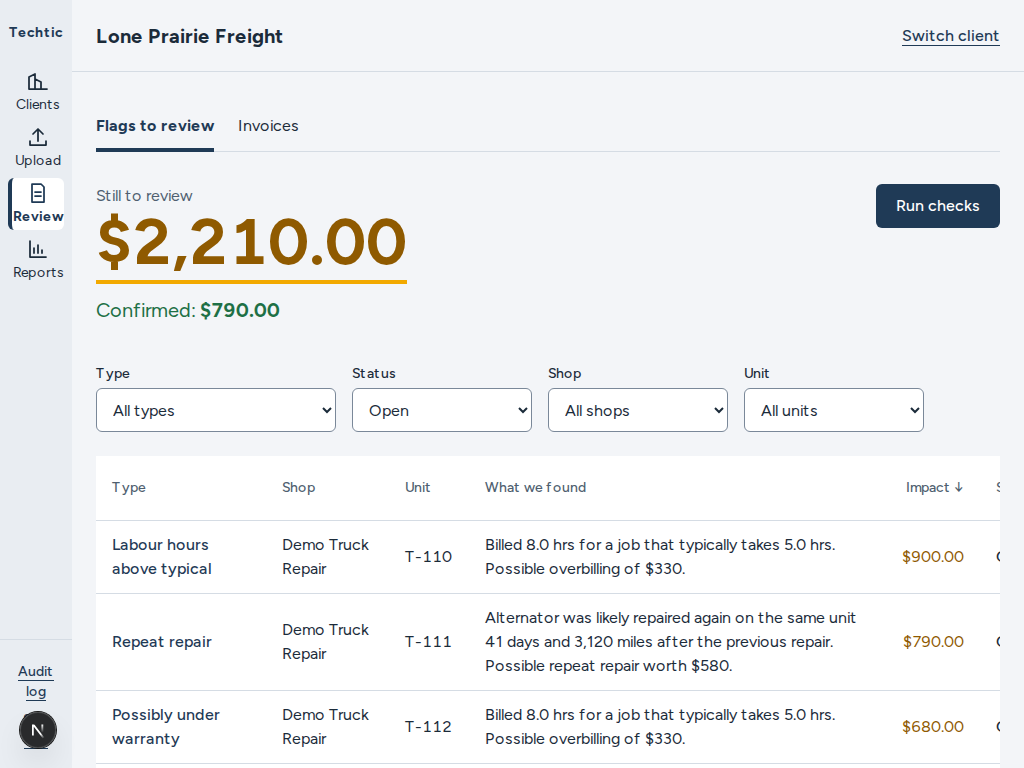 Techtic
Clients
Upload
Review
Reports
Audit
log
N
Lone Prairie Freight
Switch client
Flags to review
Invoices
Still to review
$2,210.00
Confirmed: $790.00
Run checks
Type
Status
Shop
Unit
All types
Open
All shops
All units
Type
Shop
Unit
What we found
Impact ↓
Labour hours
above typical
Demo Truck
Repair
T-110
Billed 8.0 hrs for a job that typically takes 5.0 hrs.
Possible overbilling of $330.
$900.00
Repeat repair
Demo Truck
Repair
T-111
Alternator was likely repaired again on the same unit
41 days and 3,120 miles after the previous repair.
Possible repeat repair worth $580.
$790.00
Possibly under
warranty
Demo Truck
Repair
T-112
Billed 8.0 hrs for a job that typically takes 5.0 hrs.
Possible overbilling of $330.
$680.00